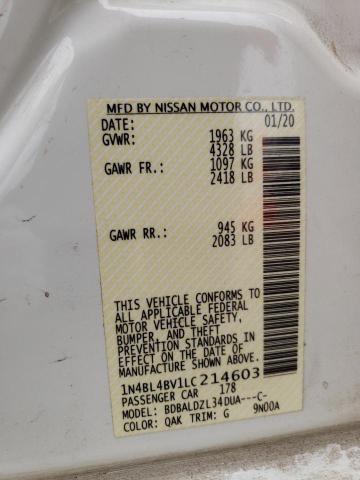 MFD BY NISSAN MOTOR CO., LTD.
DATE: 01/20
GVWR: 1963 KG
4328 LB
GAWR FR.: 1097 KG
2418 LB
GAWR RR.: 945 KG
2083 LB
THIS VEHICLE CONFORMS TO
ALL APPLICABLE FEDERAL
MOTOR VEHICLE SAFETY,
BUMPER, AND THEFT
PREVENTION STANDARDS IN
EFFECT ON THE DATE OF
MANUFACTURE SHOWN ABOVE.
1N4BL4BV1LC214603
PASSENGER CAR 178
MODEL: BDBALDZL34DUA---C-
COLOR: QAK TRIM: G 9N00A